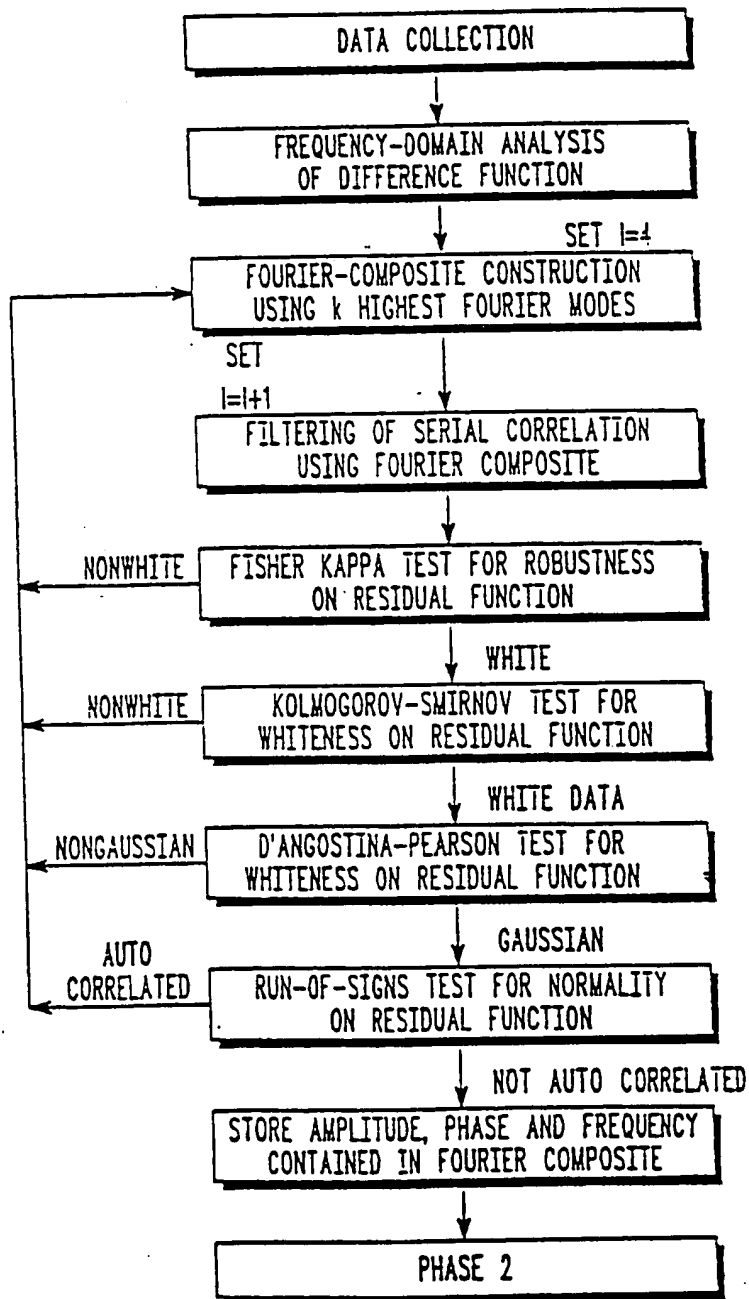 DATA COLLECTION
FREQUENCY-DOMAIN ANALYSIS
OF DIFFERENCE FUNCTION
SET I=1
FOURIER-COMPOSITE CONSTRUCTION
USING k HIGHEST FOURIER MODES
SET
I=I+1
FILTERING OF SERIAL CORRELATION
USING FOURIER COMPOSITE
NONWHITE
FISHER KAPPA TEST FOR ROBUSTNESS
ON RESIDUAL FUNCTION
WHITE
NONWHITE
KOLMOGOROV-SMIRNOV TEST FOR
WHITENESS ON RESIDUAL FUNCTION
WHITE DATA
NONGAUSSIAN
D'ANGOSTINA-PEARSON TEST FOR
WHITENESS ON RESIDUAL FUNCTION
GAUSSIAN
AUTO
CORRELATED
RUN-OF-SIGNS TEST FOR NORMALITY
ON RESIDUAL FUNCTION
NOT AUTO CORRELATED
STORE AMPLITUDE, PHASE AND FREQUENCY
CONTAINED IN FOURIER COMPOSITE
PHASE 2